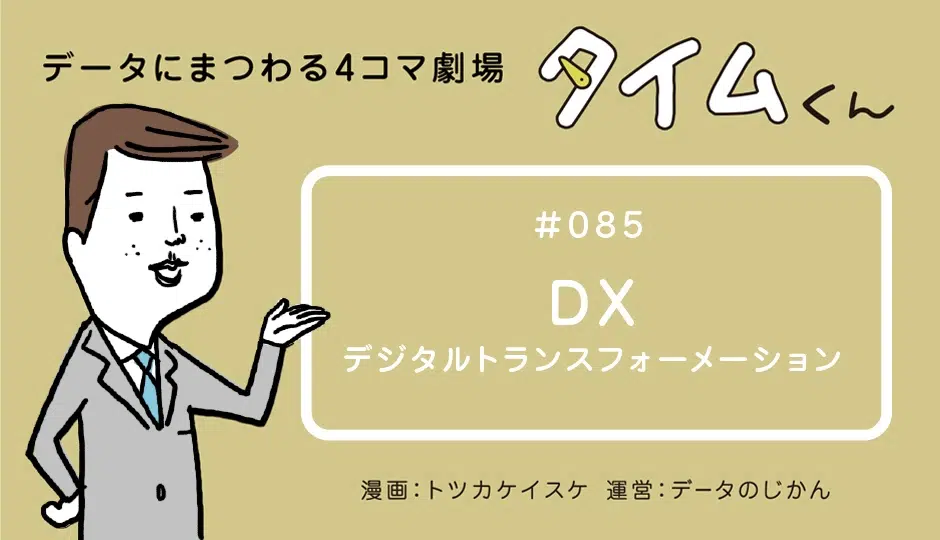 データにまつわる4コマ劇場
タイムくん
#085
DX
デジタルトランスフォーメーション
漫画：トツカケイスケ 運営：データのじかん